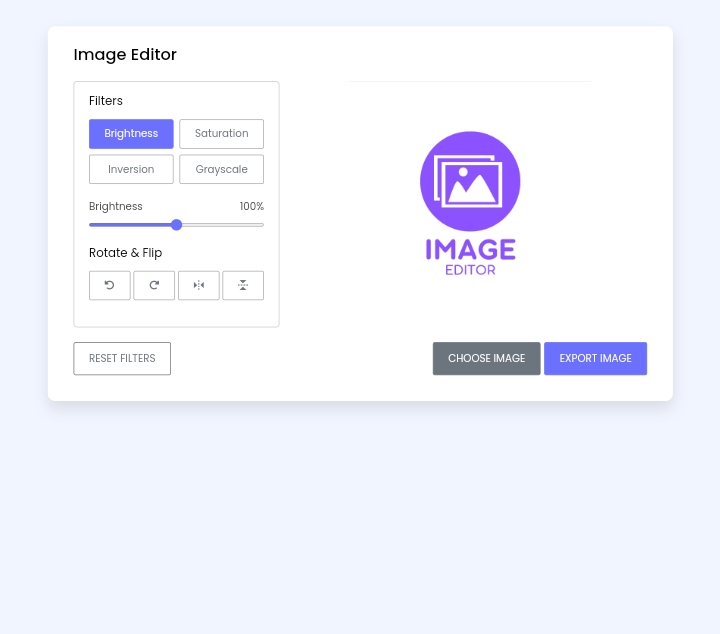 Image Editor
Filters
Brightness Saturation
Inversion Grayscale
Brightness 100%
Rotate & Flip
IMAGE
EDITOR
RESET FILTERS CHOOSE IMAGE EXPORT IMAGE